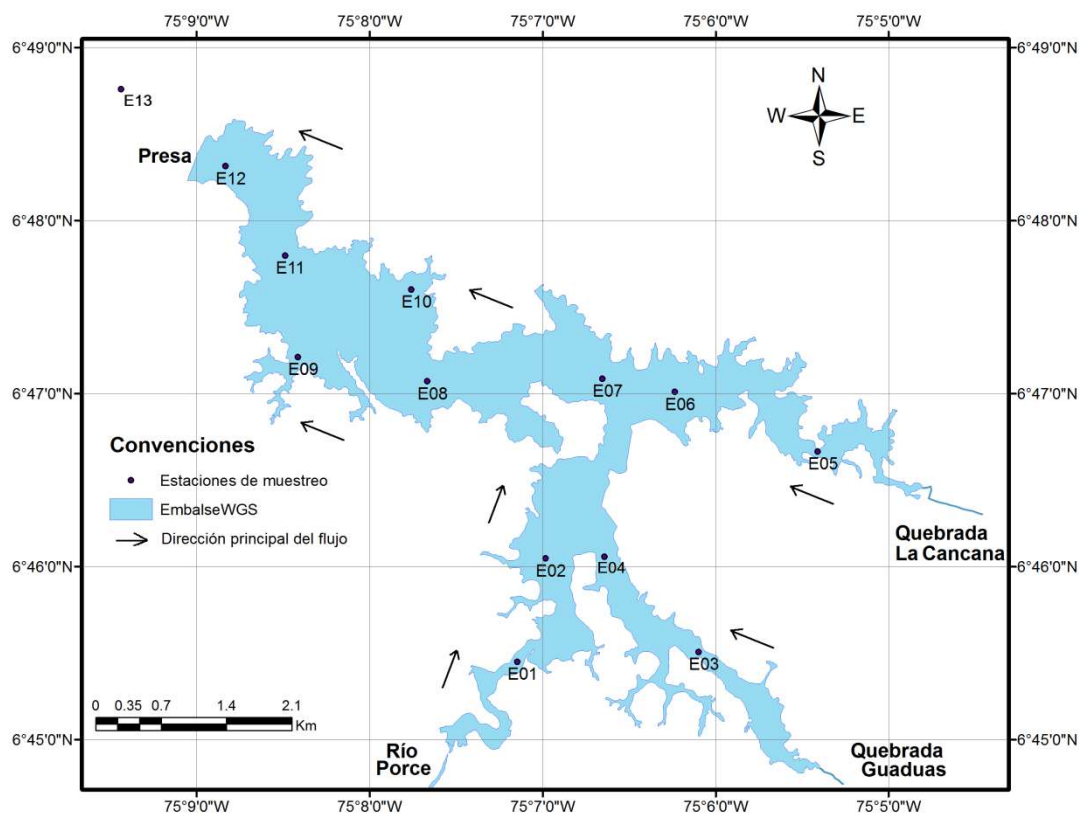 75°9'0"W 75°8'0"W 75°7'0"W 75°6'0"W 75°5'0"W
6°49'0"N 6°49'0"N
E13
N
W E
S
Presa
E12
6°48'0"N 6°48'0"N
E11
E10
E09
E08
E07
E06
6°47'0"N 6°47'0"N
E05
Convenciones
Estaciones de muestreo
EmbalseWGS
Dirección principal del flujo
Quebrada
La Cancana
6°46'0"N 6°46'0"N
E02
E04
E01
E03
0 0.35 0.7 1.4 2.1
Km
6°45'0"N 6°45'0"N
Río
Porce
Quebrada
Guaduas
75°9'0"W 75°8'0"W 75°7'0"W 75°6'0"W 75°5'0"W